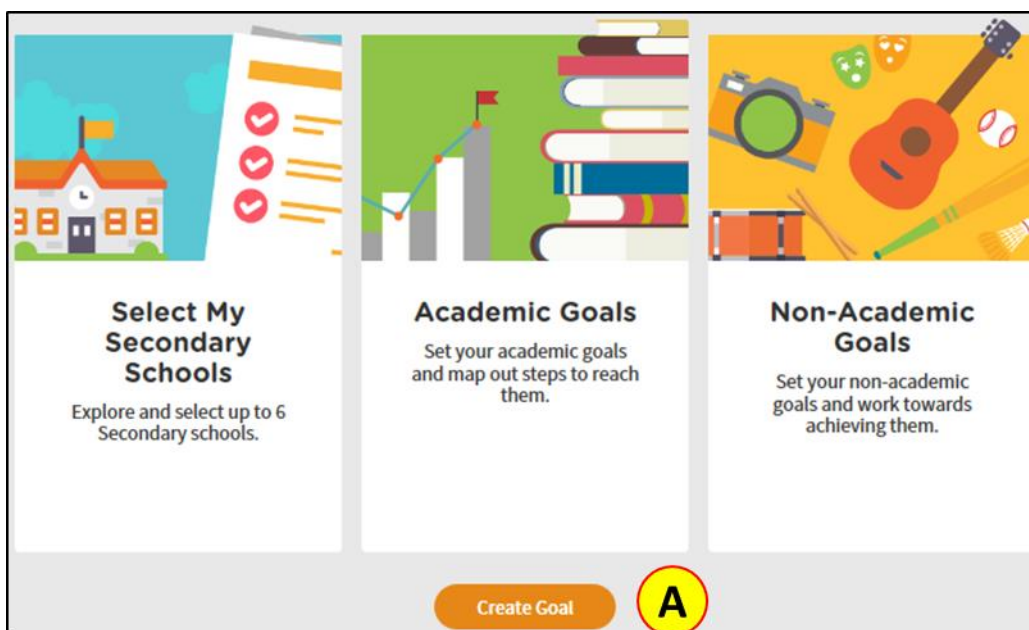 Select My
Secondary
Schools
Explore and select up to 6
Secondary schools.
Academic Goals
Set your academic goals
and map out steps to reach
them.
Non-Academic
Goals
Set your non-academic
goals and work towards
achieving them.
Create Goal
A